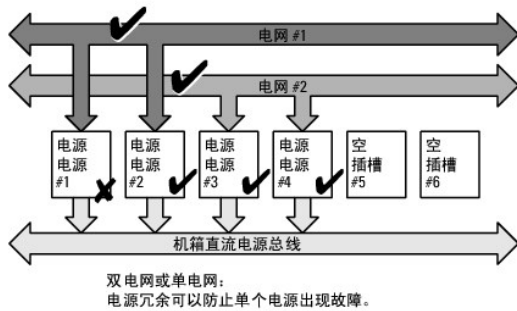 电网 #1
电网 #2
电源
电源
#1
电源
电源
#2
电源
电源
#3
电源
电源
#4
空
插槽
#5
空
插槽
#6
机箱直流电源总线
双电网或单电网：
电源冗余可以防止单个电源出现故障。